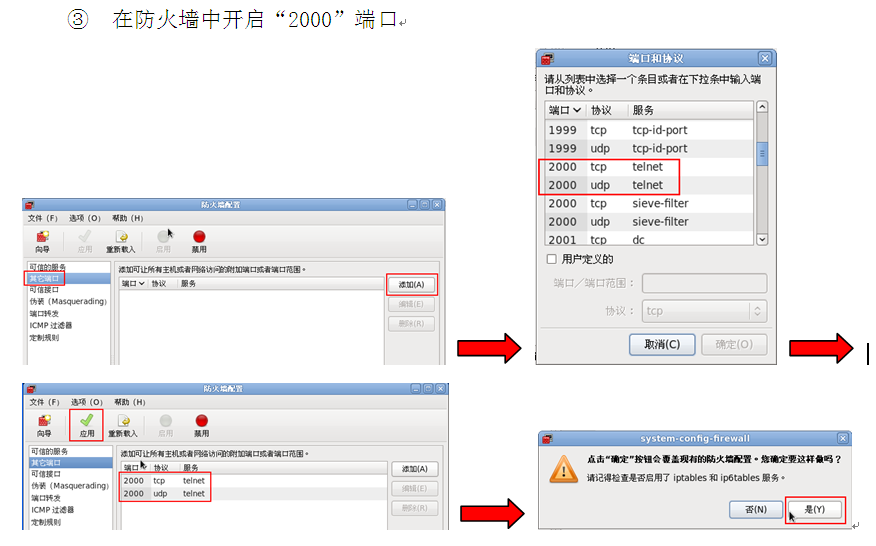 ③ 在防火墙中开启“2000”端口
防火墙配置
文件（F） 选项（O） 帮助（H）
向导 应用 重新载入 启用 禁用
可信的服务
其它端口
可信接口
伪装（Masquerading）
端口转发
ICMP 过滤器
定制规则
添加可让所有主机或者网络访问的附加端口或者端口范围。
端口 协议 服务
添加(A)
编辑(E)
删除(R)
端口和协议
请从列表中选择一个条目或者在下拉条中输入端
口和协议。
端口 协议 服务
1999 tcp tcp-id-port
1999 udp tcp-id-port
2000 tcp telnet
2000 udp telnet
2000 tcp sieve-filter
2000 udp sieve-filter
2001 tcp dc
用户定义的
端口／端口范围：
协议： tcp
取消(C) 确定(O)
防火墙配置
文件（F） 选项（O） 帮助（H）
向导 应用 重新载入 启用 禁用
可信的服务
其它端口
可信接口
伪装（Masquerading）
端口转发
ICMP 过滤器
定制规则
添加可让所有主机或者网络访问的附加端口或者端口范围。
端口 协议 服务
2000 tcp telnet
2000 udp telnet
添加(A)
编辑(E)
删除(R)
system-config-firewall
点击“确定”按钮会覆盖现有的防火墙配置。您确定要这样做吗？
请记得检查是否启用了 iptables 和 ip6tables 服务。
否(N) 是(Y)